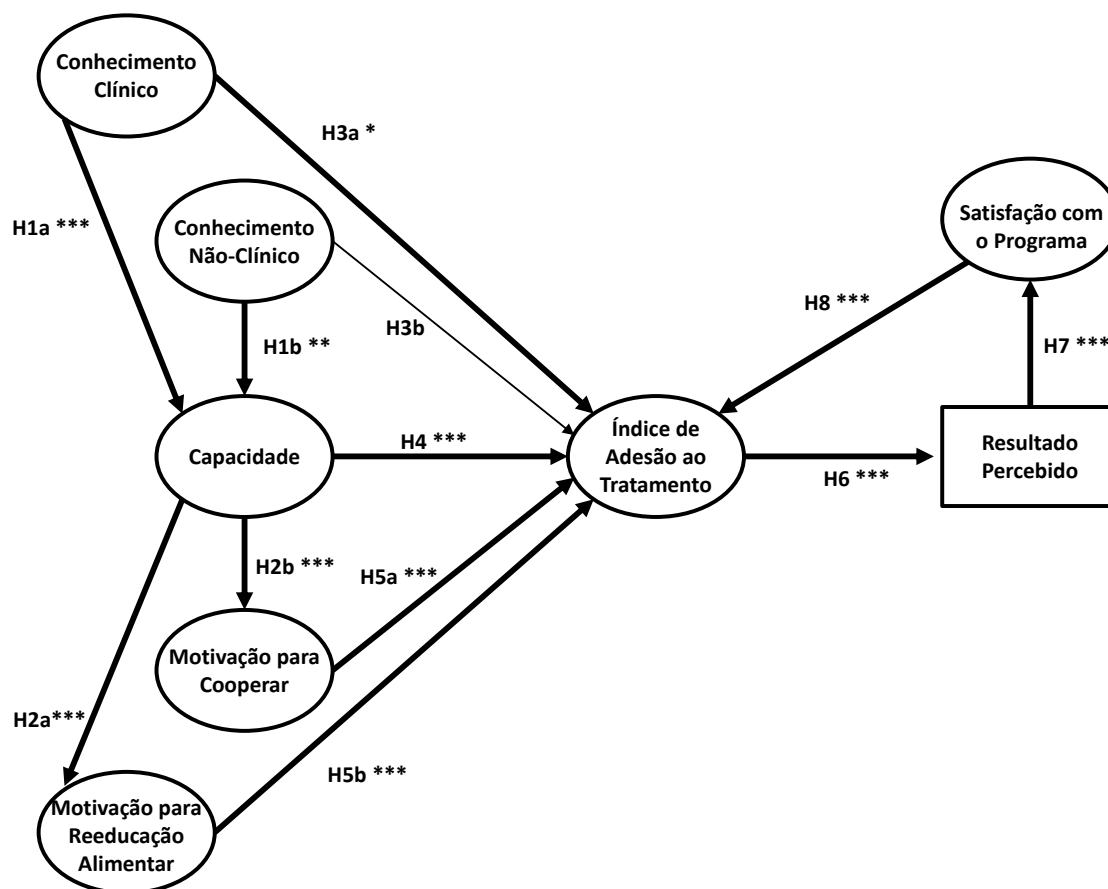 Conhecimento
Clínico
H3a *
H1a ***
Conhecimento
Não-Clínico
Satisfação com
o Programa
H8 ***
H3b
H1b **
H7 ***
Capacidade
H4 ***
Índice de
Adesão ao
Tratamento
H6 ***
Resultado
Percebido
H2b ***
H5a ***
Motivação para
Cooperar
H2a***
H5b ***
Motivação para
Reeducação
Alimentar